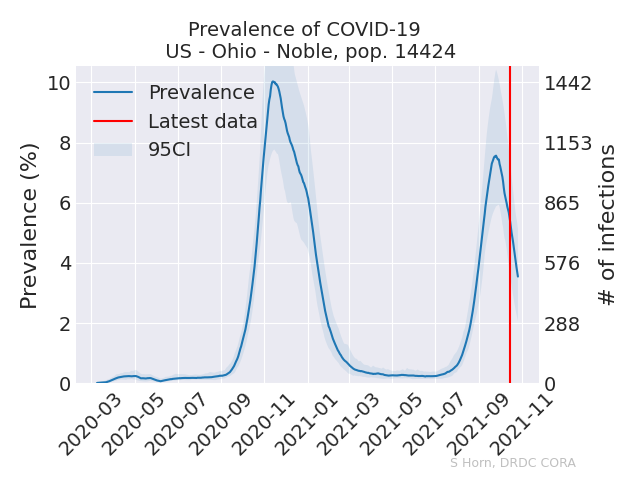 Prevalence of COVID-19
US - Ohio - Noble, pop. 14424
Prevalence
Latest data
95CI
Prevalence (%)
10
8
6
4
2
0
# of infections
1442
1153
865
576
288
0
2020-03
2020-05
2020-07
2020-09
2020-11
2021-01
2021-03
2021-05
2021-07
2021-09
2021-11
S Horn, DRDC CORA